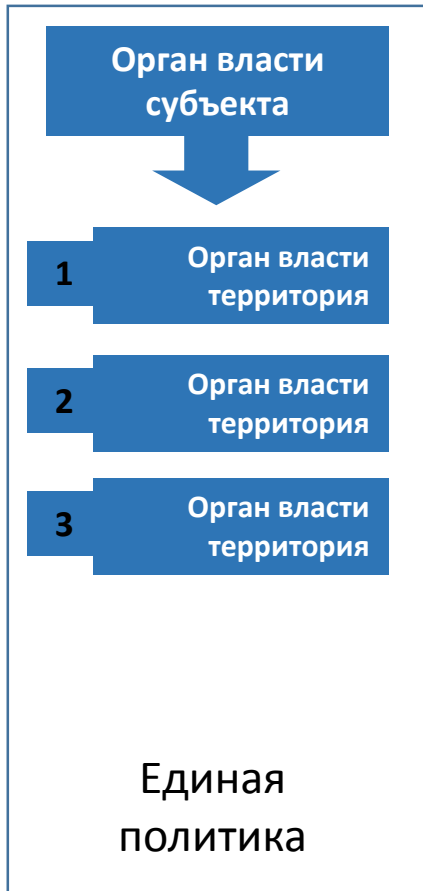 Орган власти
субъекта
1
Орган власти
территория
2
Орган власти
территория
3
Орган власти
территория
Единая
политика